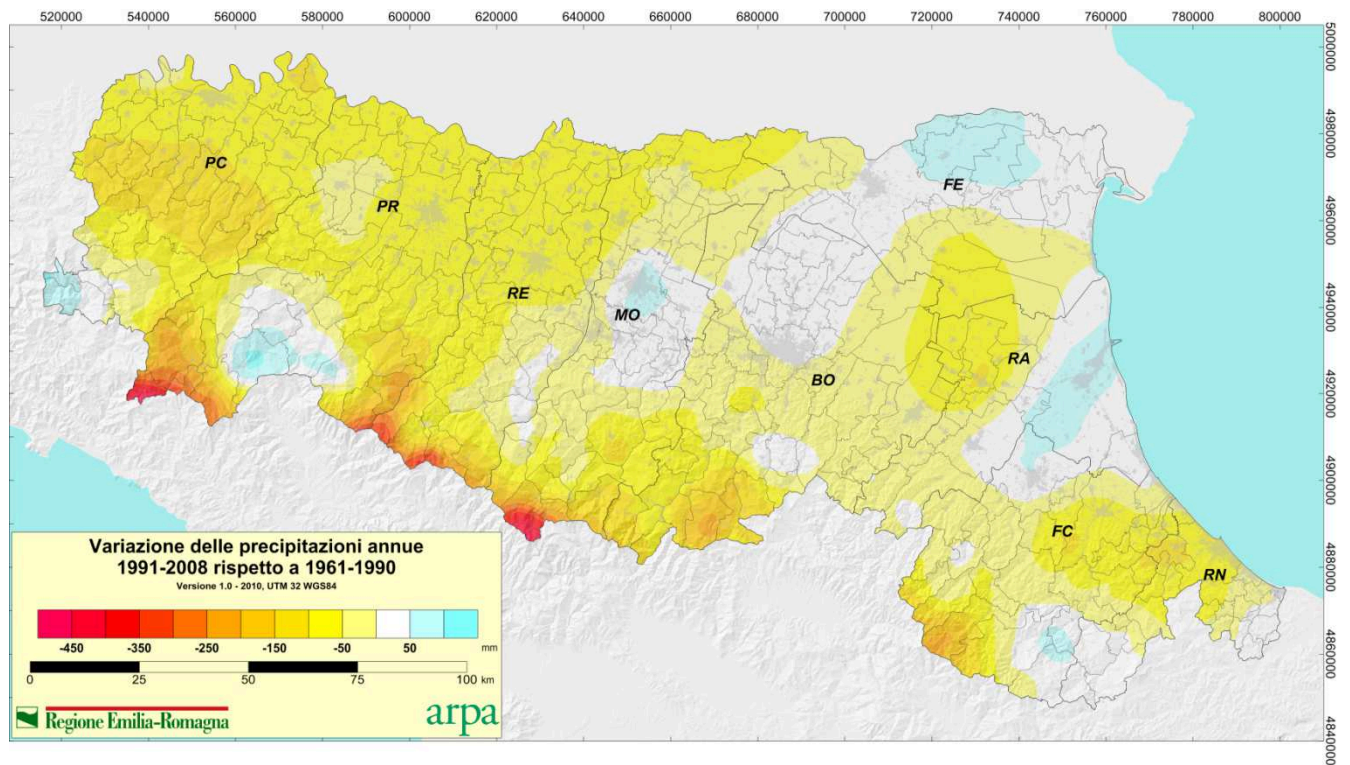 520000 540000 560000 580000 600000 620000 640000 660000 680000 700000 720000 740000 760000 780000 800000
5000000
4980000
4960000
4940000
4920000
4900000
4880000
4860000
4840000
PC
PR
RE
MO
BO
FE
RA
FC
RN
Variazione delle precipitazioni annue
1991-2008 rispetto a 1961-1990
Versione 1.0 - 2010, UTM 32 WGS84
-450 -350 -250 -150 -50 50 mm
0 25 50 75 100 km
Regione Emilia-Romagna
arpa